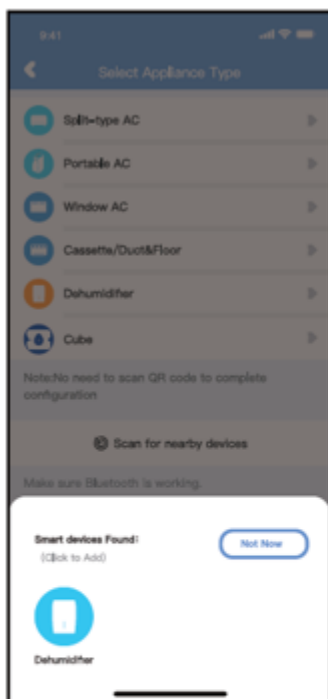 9:41
Select Appliance Type
Split-type AC
Portable AC
Window AC
Cassette/Duct&Floor
Dehumidifier
Cube
Note:No need to scan QR code to complete
configuration
Scan for nearby devices
Make sure Bluetooth is working.
Smart devices Found:
Not Now
(Click to Add)
Dehumidifier